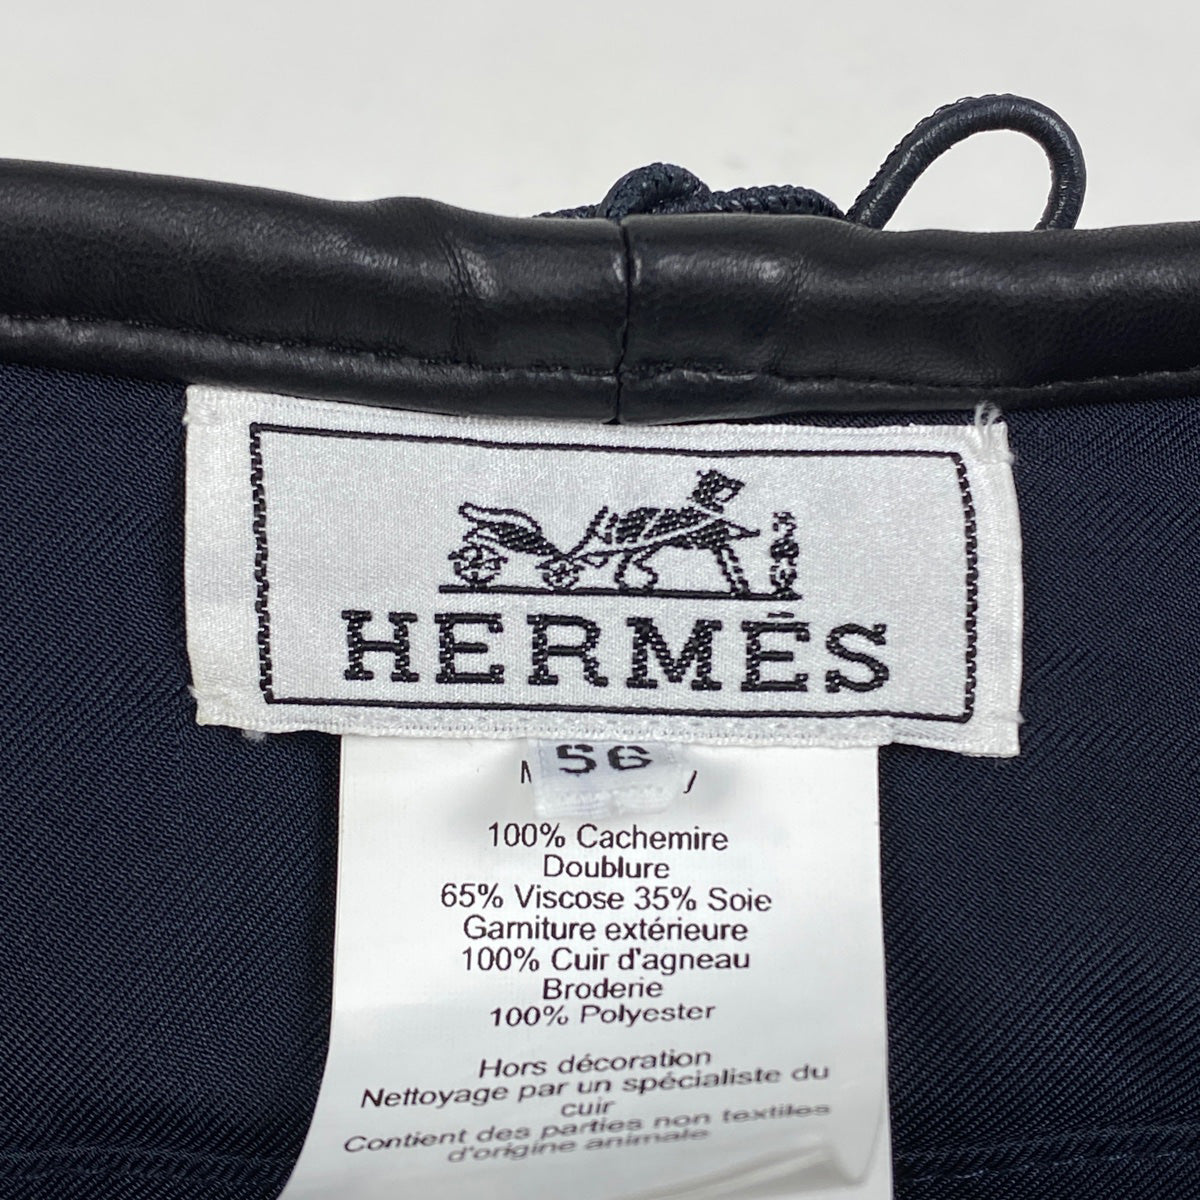 HERMÈS
56
100% Cachemire
Doublure
65% Viscose 35% Soie
Garniture extérieure
100% Cuir d'agneau
Broderie
100% Polyester
Hors décoration
Nettoyage par un spécialiste du
cuir
Contient des parties non textiles
d'origine animale